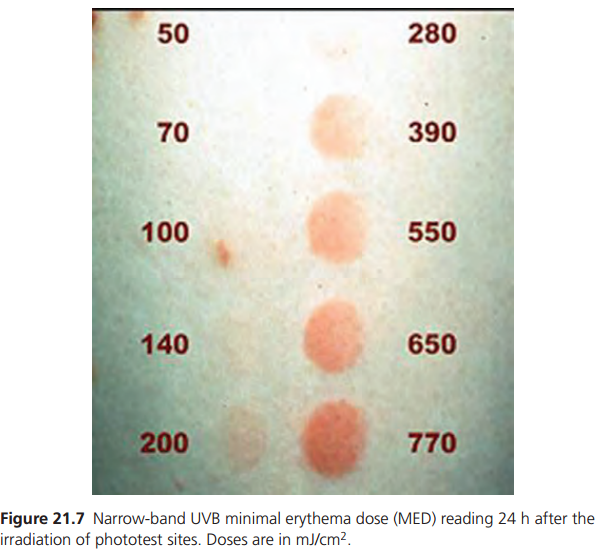 50 280
70 390
100 550
140 650
200 770
Figure 21.7 Narrow-band UVB minimal erythema dose (MED) reading 24 h after the
irradiation of phototest sites. Doses are in mJ/cm².